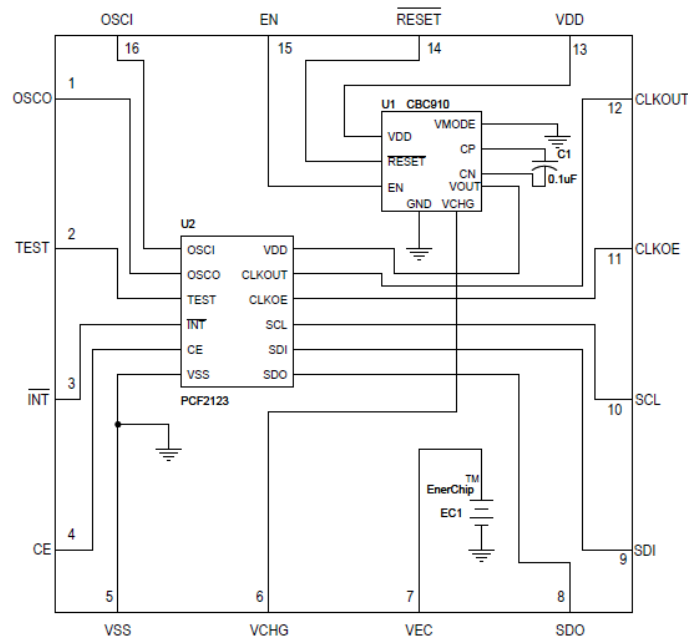 OSCI EN RESET VDD
16 15 14 13
1
OSCO
12 CLKOUT
U1 CBC910
VMODE
VDD
CP
C1
RESET
CN
0.1uF
EN VOUT
GND VCHG
U2
2
TEST
11 CLKOE
OSCI VDD
OSCO CLKOUT
TEST CLKOE
INT SCL
CE SDI
VSS SDO
PCF2123
3
INT
10 SCL
TM
EnerChip
EC1
4
CE
9 SDI
5 6 7 8
VSS VCHG VEC SDO